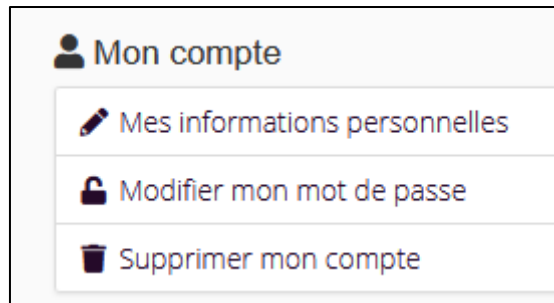 Mon compte
Mes informations personnelles
Modifier mon mot de passe
Supprimer mon compte